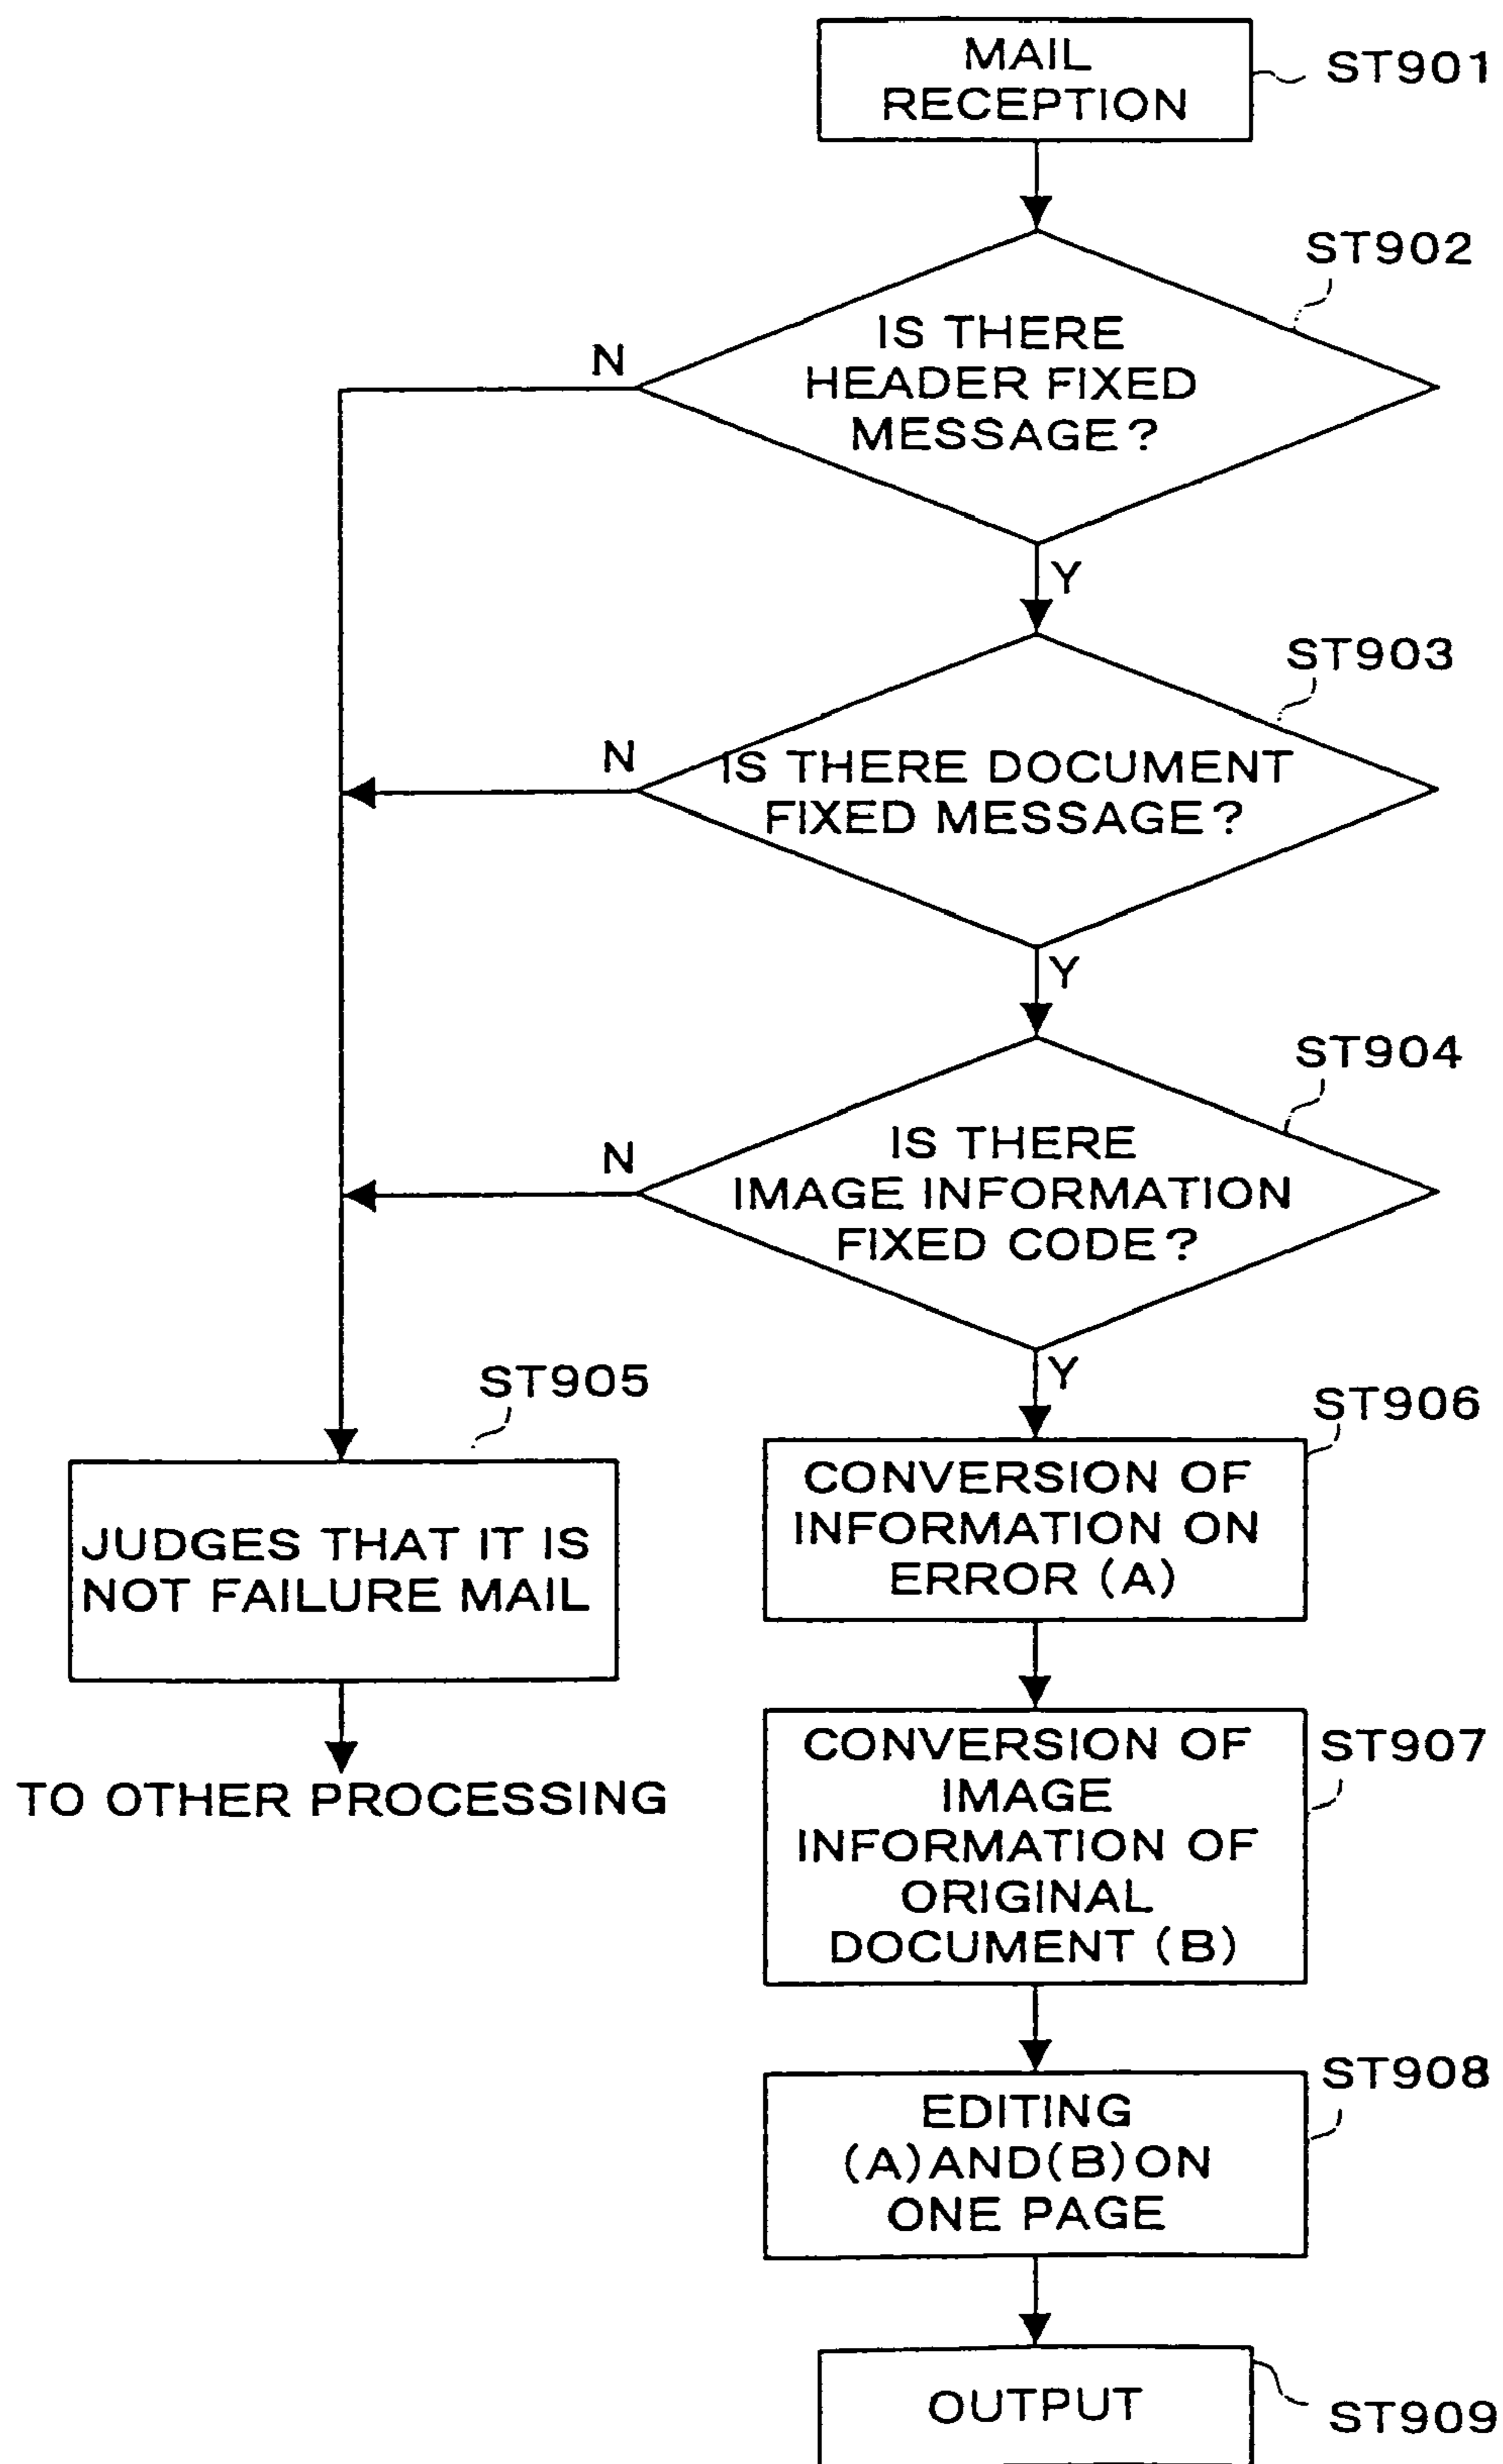 MAIL
RECEPTION
ST901
ST902
IS THERE
HEADER FIXED
MESSAGE?
N
Y
ST903
IS THERE DOCUMENT
FIXED MESSAGE?
N
Y
ST904
IS THERE
IMAGE INFORMATION
FIXED CODE?
N
Y
ST905
JUDGES THAT IT IS
NOT FAILURE MAIL
TO OTHER PROCESSING
ST906
CONVERSION OF
INFORMATION ON
ERROR (A)
ST907
CONVERSION OF
IMAGE
INFORMATION OF
ORIGINAL
DOCUMENT (B)
ST908
EDITING
(A)AND(B)ON
ONE PAGE
OUTPUT
ST909